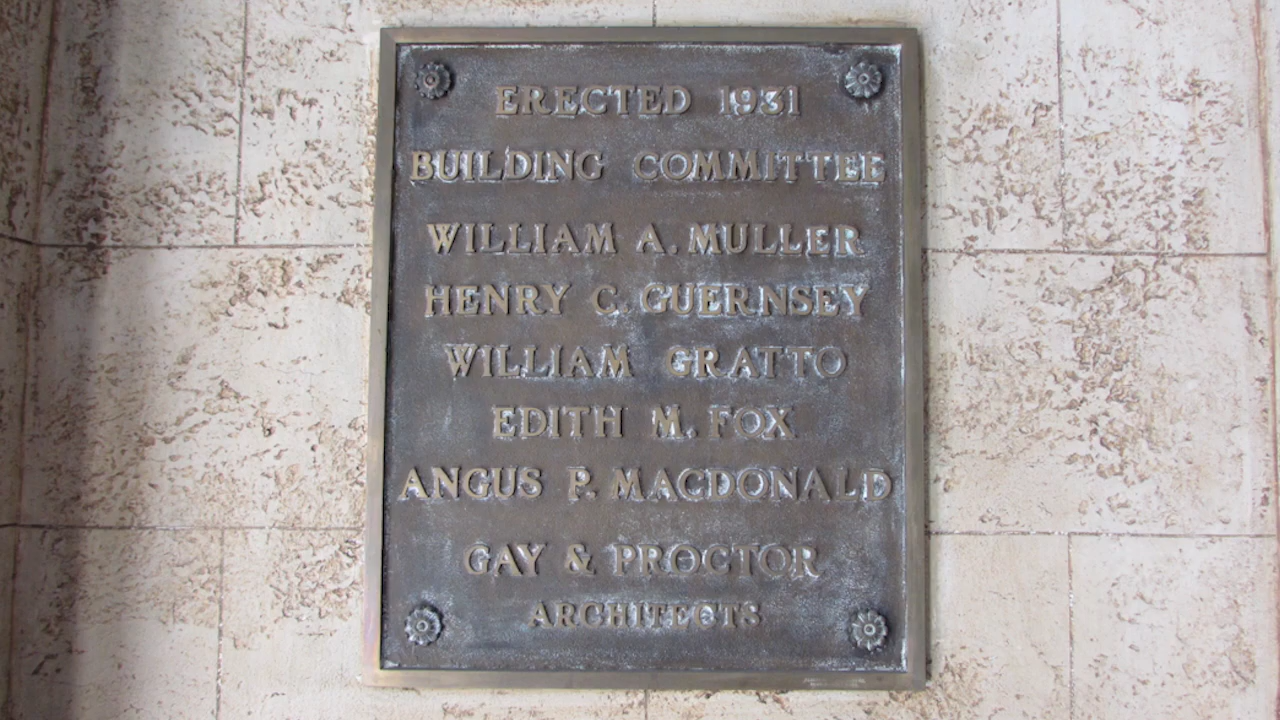 ERECTED 1931
BUILDING COMMITTEE
WILLIAM A. MULLER
HENRY C. GUERNSEY
WILLIAM GRATTO
EDITH M. FOX
ANGUS P. MACDONALD
GAY & PROCTOR
ARCHITECTS